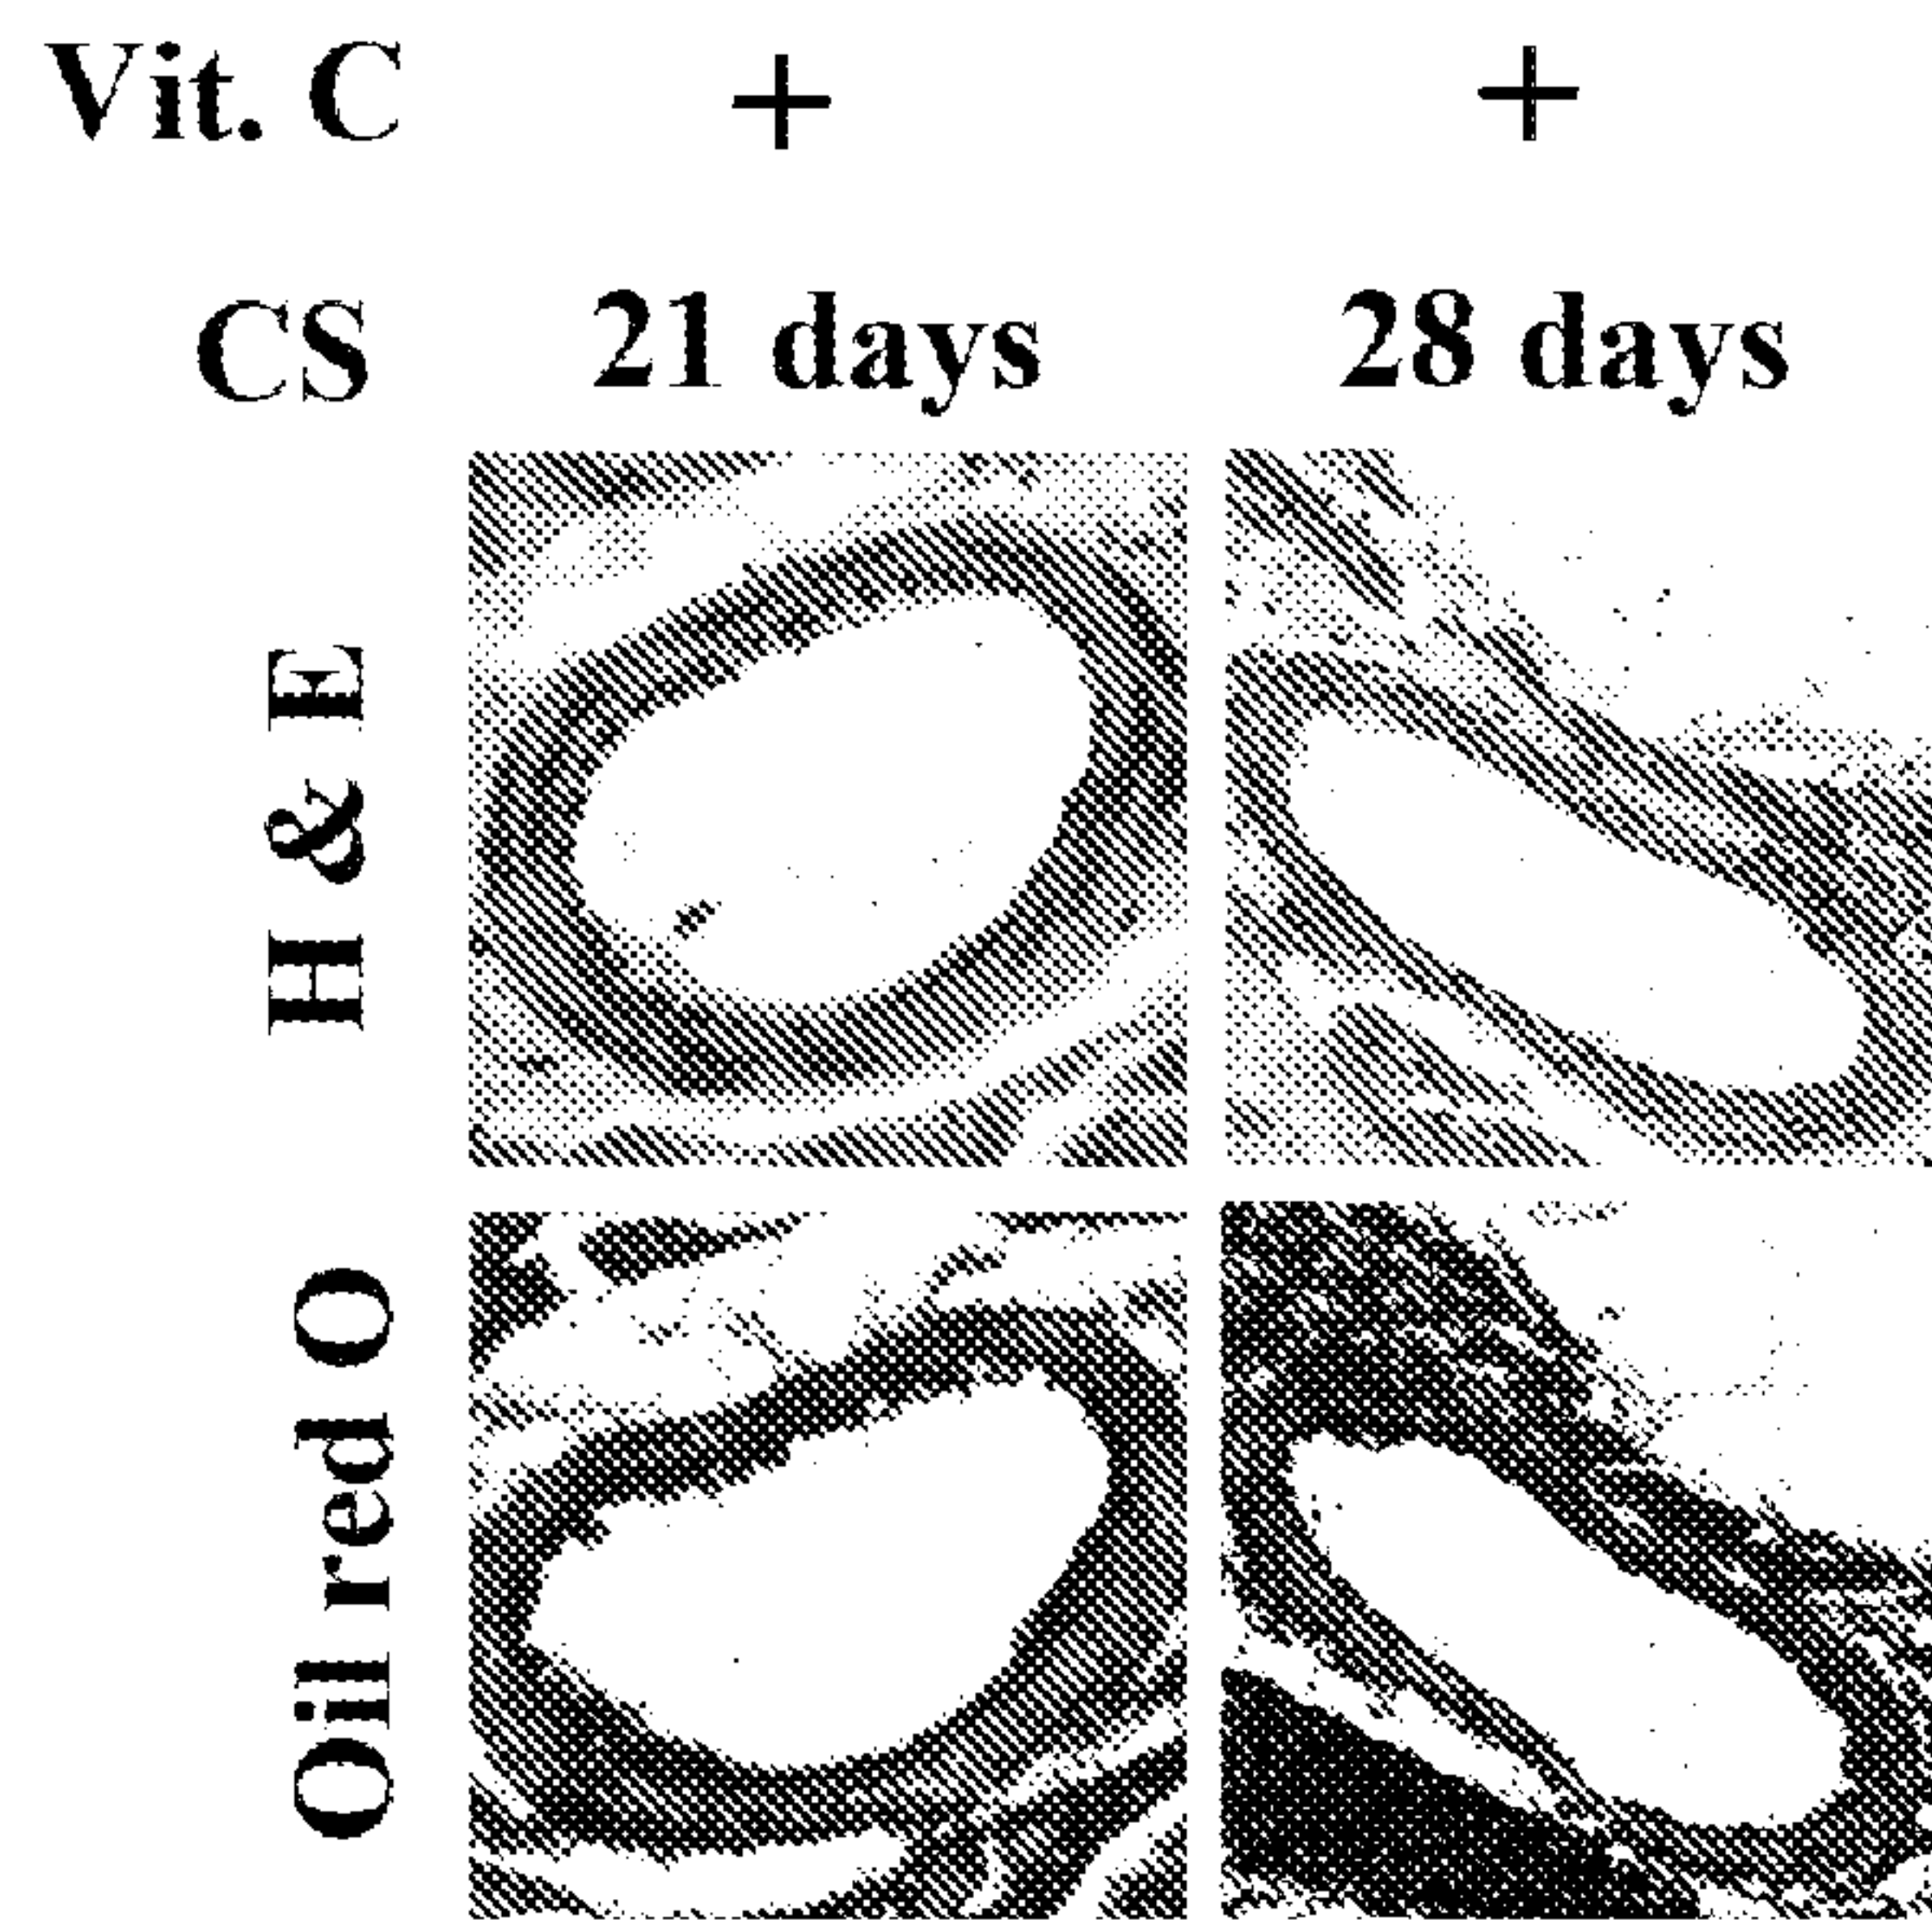 Vit. C + +
CS 21 days 28 days
H & E
Oil red O